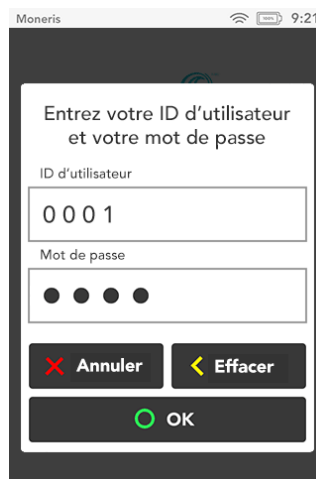 Moneris 9:21
Entrez votre ID d’utilisateur
et votre mot de passe
ID d’utilisateur
0001
Mot de passe
Annuler
Effacer
OK